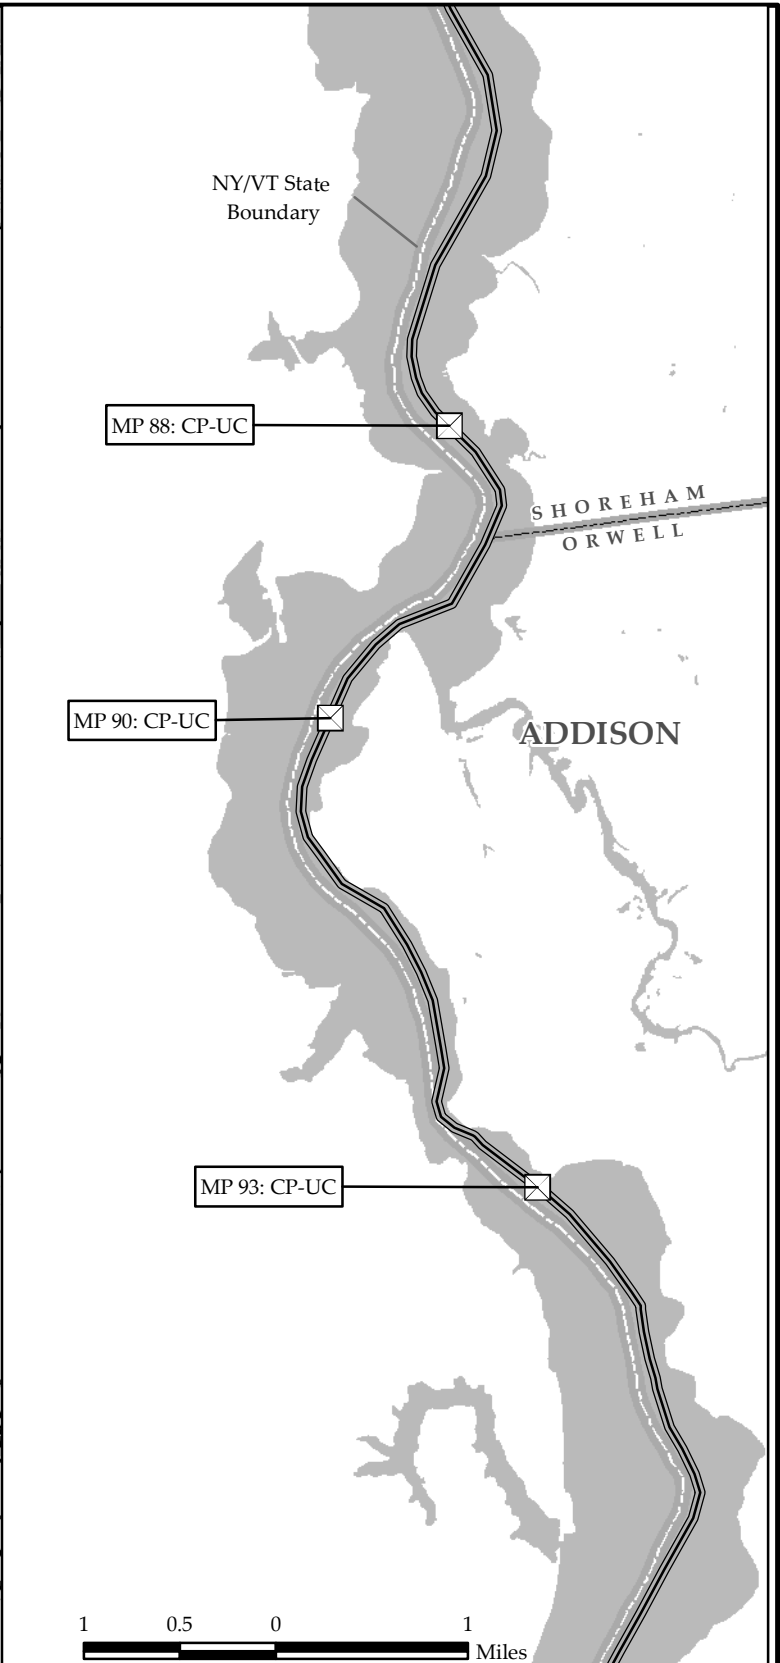 NY/VT State
Boundary
MP 88: CP-UC
SHOREHAM
ORWELL
MP 90: CP-UC
ADDISON
MP 93: CP-UC
1 0.5 0 1
Miles